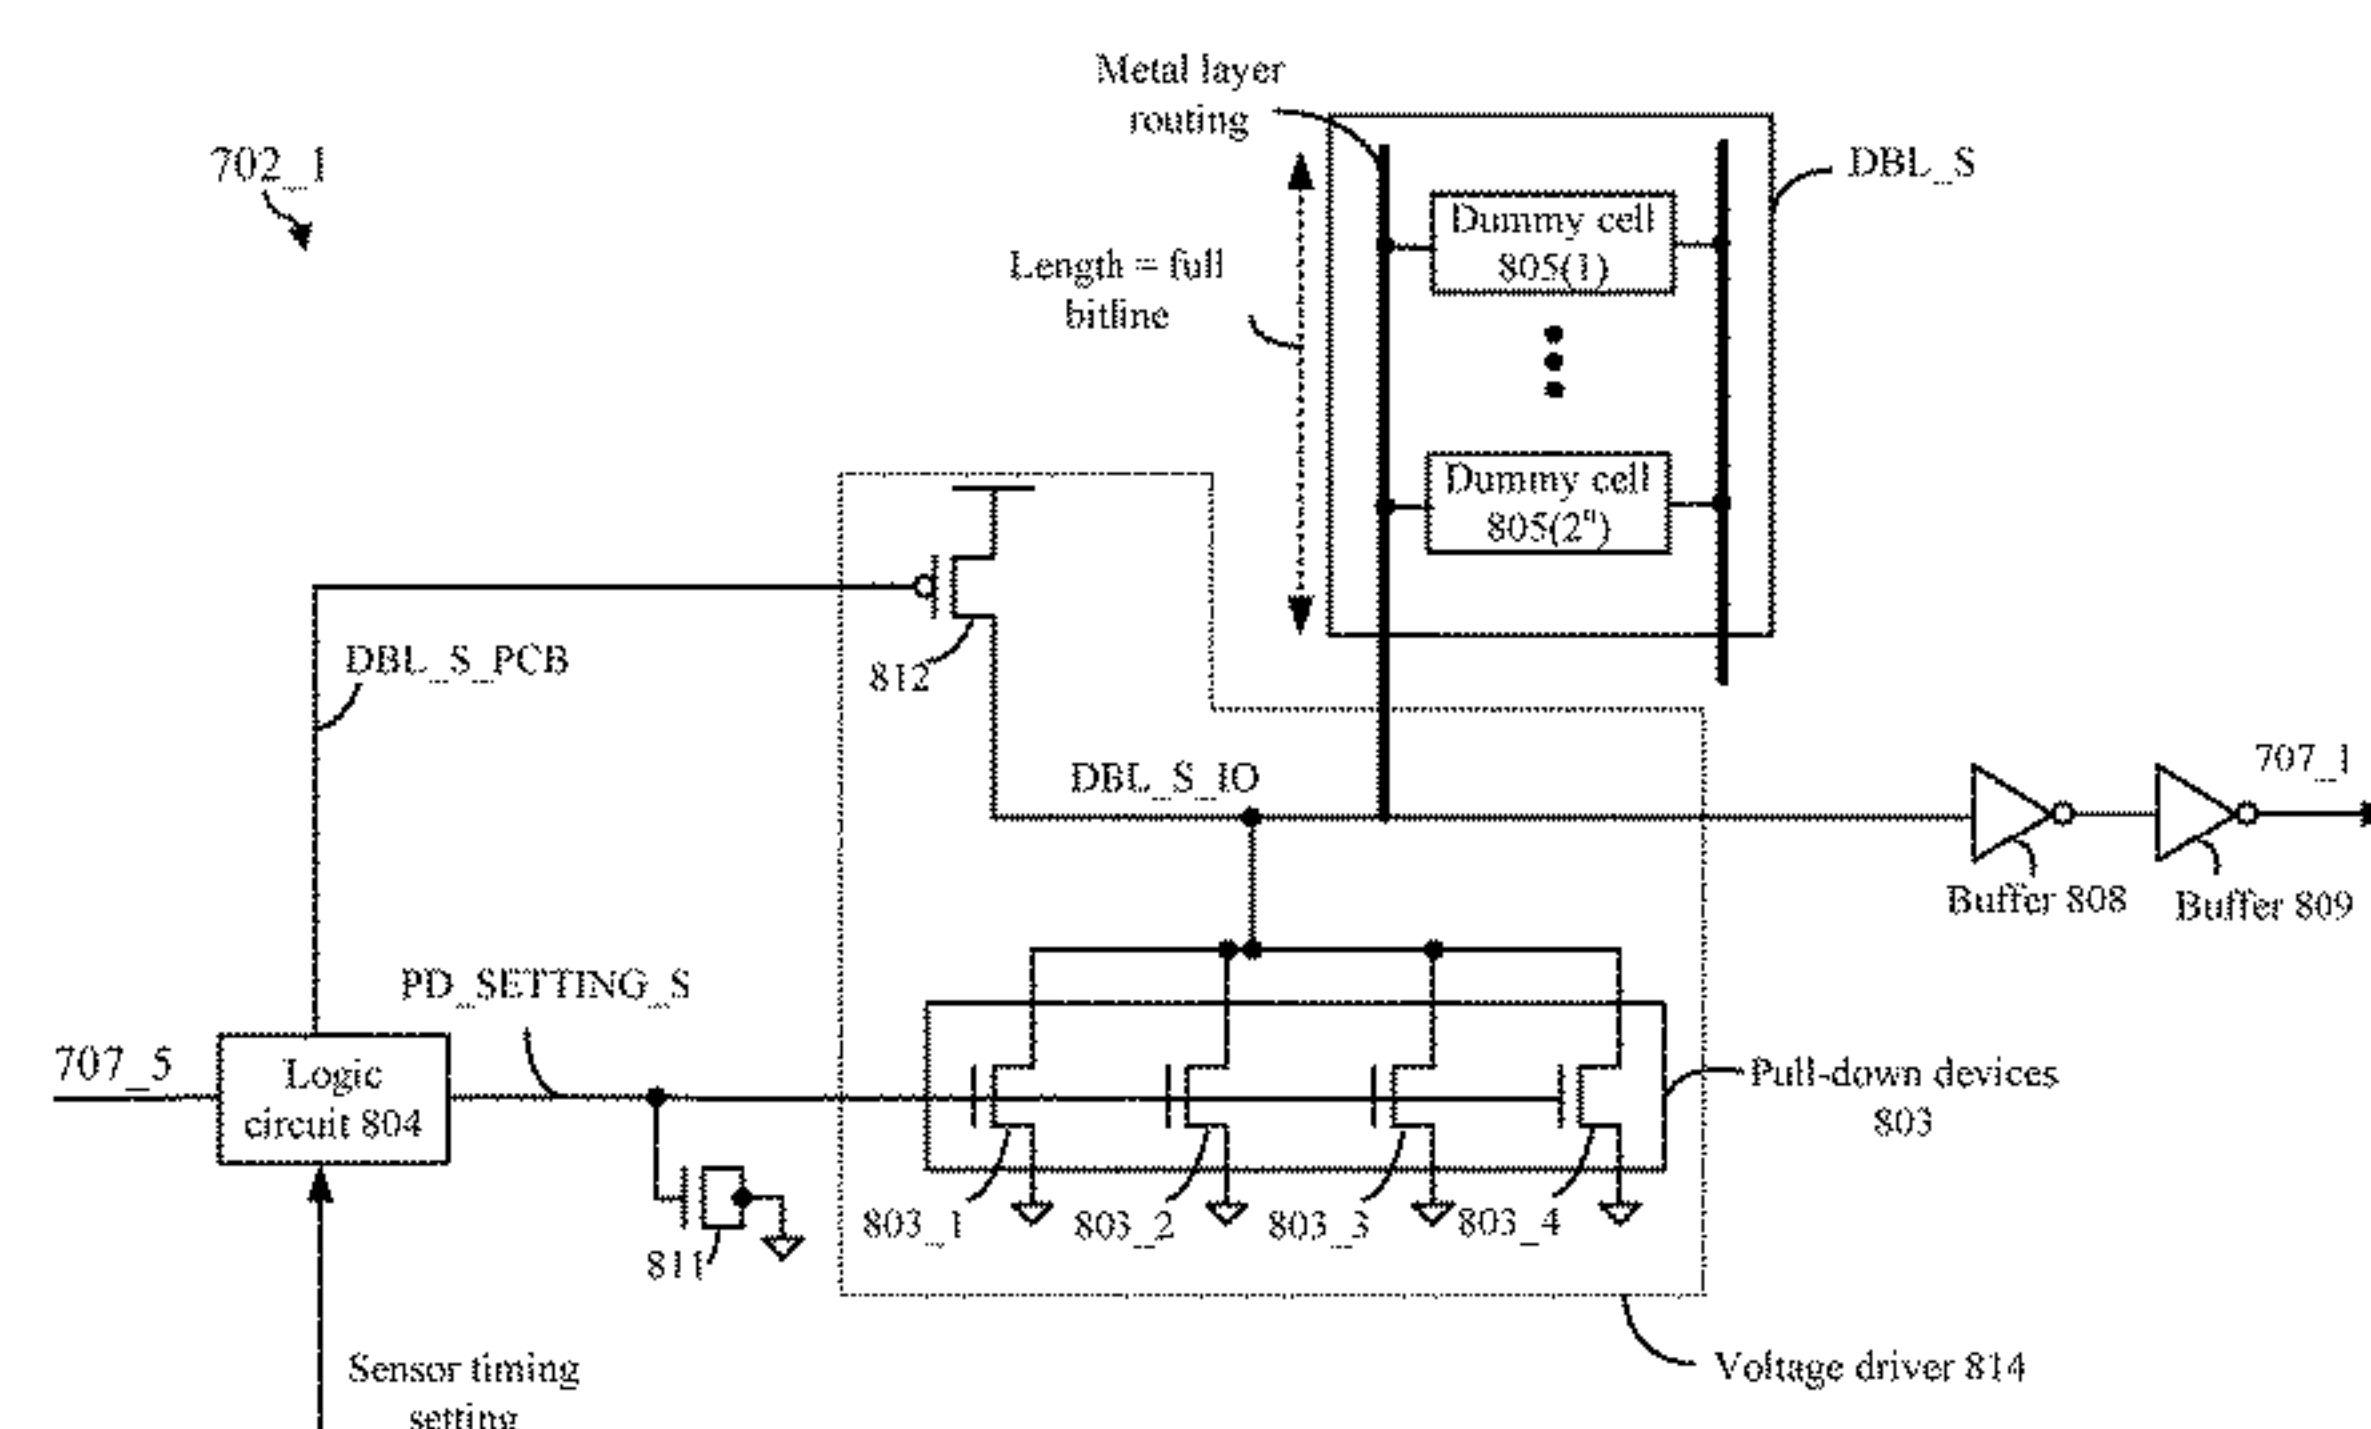 Metal layer
routing
702_1
DBL_S
Dummy cell
805(1)
Length = full
bitline
Dummy cell
805(2ⁿ)
DBL_S_PCB
812
DBL_S_IO
707_1
Buffer 808
Buffer 809
PD_SETTING_S
707_5
Logic
circuit 804
Pull-down devices
803
803_1
803_2
803_3
803_4
811
Sensor timing
setting
Voltage driver 814